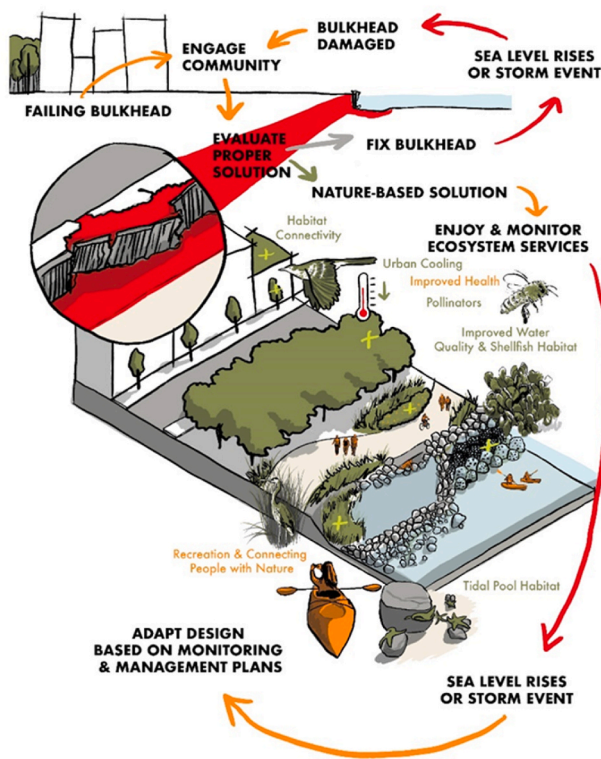 BULKHEAD
DAMAGED
ENGAGE
COMMUNITY
SEA LEVEL RISES
OR STORM EVENT
FAILING BULKHEAD
EVALUATE
PROPER
SOLUTION
FIX BULKHEAD
NATURE-BASED SOLUTION
ENJOY & MONITOR
ECOSYSTEM SERVICES
Habitat
Connectivity
Urban Cooling
Improved Health
Pollinators
Improved Water
Quality & Shellfish Habitat
Recreation & Connecting
People with Nature
Tidal Pool Habitat
ADAPT DESIGN
BASED ON MONITORING
& MANAGEMENT PLANS
SEA LEVEL RISES
OR STORM EVENT